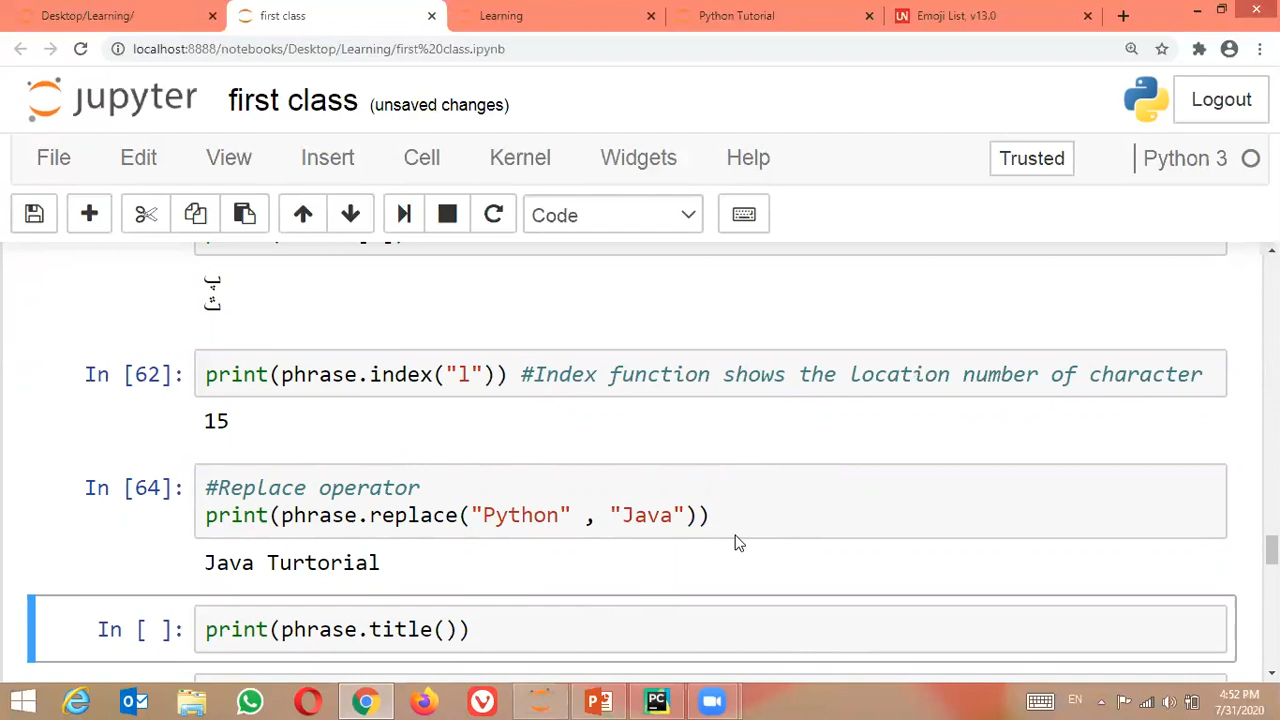 Desktop/Learning/
first class
Learning
Python Tutorial
UN Emoji List, v13.0
localhost:8888/notebooks/Desktop/Learning/first%20class.ipynb
jupyter first class (unsaved changes)
Logout
File Edit View Insert Cell Kernel Widgets Help
Trusted
Python 3
Code
پ
ٹ
In [62]: print(phrase.index("l")) #Index function shows the location number of character
15
In [64]: #Replace operator
print(phrase.replace("Python" , "Java"))
Java Turtorial
In [ ]: print(phrase.title())
PC
EN
4:52 PM
7/31/2020